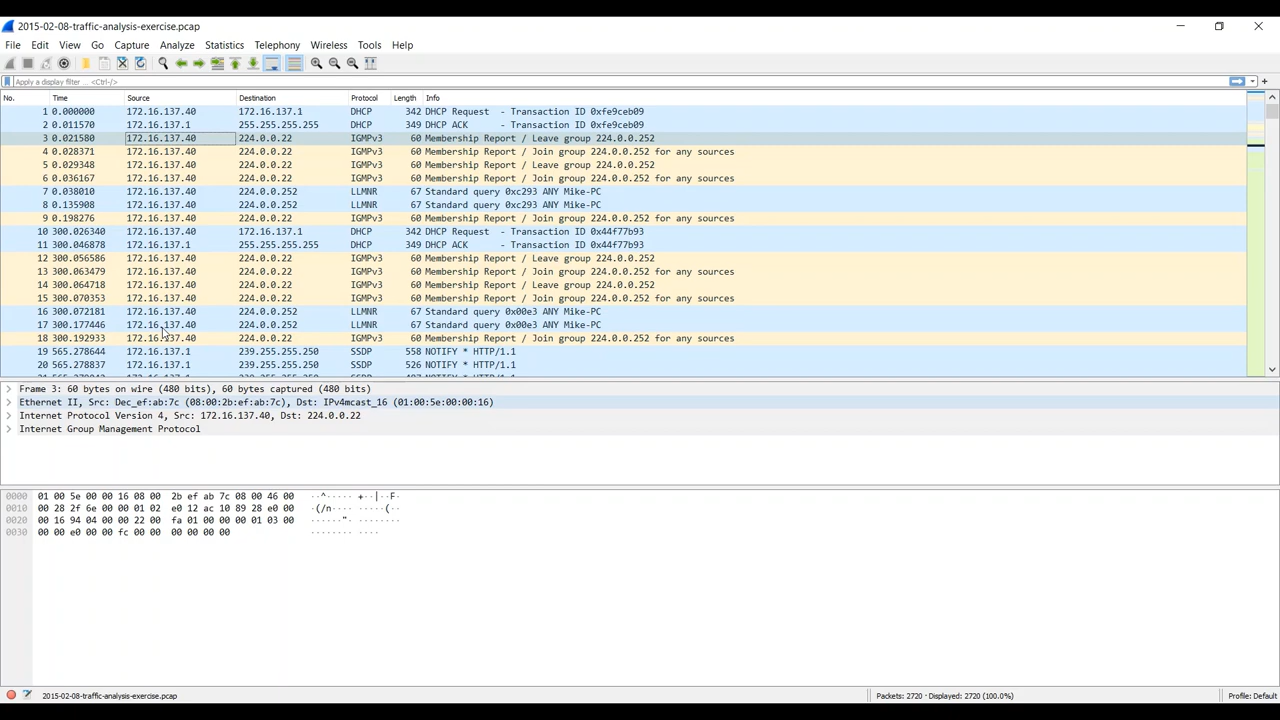 2015-02-08-traffic-analysis-exercise.pcap
File Edit View Go Capture Analyze Statistics Telephony Wireless Tools Help
Apply a display filter ... <Ctrl-/>
No. Time Source Destination Protocol Length Info
1 0.000000 172.16.137.40 172.16.137.1 DHCP 342 DHCP Request - Transaction ID 0xfe9ceb09
2 0.011570 172.16.137.1 255.255.255.255 DHCP 349 DHCP ACK - Transaction ID 0xfe9ceb09
3 0.021580 172.16.137.40 224.0.0.22 IGMPv3 60 Membership Report / Leave group 224.0.0.252
4 0.028371 172.16.137.40 224.0.0.22 IGMPv3 60 Membership Report / Join group 224.0.0.252 for any sources
5 0.029348 172.16.137.40 224.0.0.22 IGMPv3 60 Membership Report / Leave group 224.0.0.252
6 0.036167 172.16.137.40 224.0.0.22 IGMPv3 60 Membership Report / Join group 224.0.0.252 for any sources
7 0.038010 172.16.137.40 224.0.0.252 LLMNR 67 Standard query 0xc293 ANY Mike-PC
8 0.135908 172.16.137.40 224.0.0.252 LLMNR 67 Standard query 0xc293 ANY Mike-PC
9 0.198276 172.16.137.40 224.0.0.22 IGMPv3 60 Membership Report / Join group 224.0.0.252 for any sources
10 300.026340 172.16.137.40 172.16.137.1 DHCP 342 DHCP Request - Transaction ID 0x44f77b93
11 300.046878 172.16.137.1 255.255.255.255 DHCP 349 DHCP ACK - Transaction ID 0x44f77b93
12 300.056586 172.16.137.40 224.0.0.22 IGMPv3 60 Membership Report / Leave group 224.0.0.252
13 300.063479 172.16.137.40 224.0.0.22 IGMPv3 60 Membership Report / Join group 224.0.0.252 for any sources
14 300.064718 172.16.137.40 224.0.0.22 IGMPv3 60 Membership Report / Leave group 224.0.0.252
15 300.070353 172.16.137.40 224.0.0.22 IGMPv3 60 Membership Report / Join group 224.0.0.252 for any sources
16 300.072181 172.16.137.40 224.0.0.252 LLMNR 67 Standard query 0x00e3 ANY Mike-PC
17 300.177446 172.16.137.40 224.0.0.252 LLMNR 67 Standard query 0x00e3 ANY Mike-PC
18 300.192933 172.16.137.40 224.0.0.22 IGMPv3 60 Membership Report / Join group 224.0.0.252 for any sources
19 565.278644 172.16.137.1 239.255.255.250 SSDP 558 NOTIFY * HTTP/1.1
20 565.278837 172.16.137.1 239.255.255.250 SSDP 526 NOTIFY * HTTP/1.1
Frame 3: 60 bytes on wire (480 bits), 60 bytes captured (480 bits)
Ethernet II, Src: Dec_ef:ab:7c (08:00:2b:ef:ab:7c), Dst: IPv4mcast_16 (01:00:5e:00:00:16)
Internet Protocol Version 4, Src: 172.16.137.40, Dst: 224.0.0.22
Internet Group Management Protocol
0000 01 00 5e 00 00 16 08 00 2b ef ab 7c 08 00 46 00 ··^····· +··|··F·
0010 00 28 2f 6e 00 00 01 02 e0 12 ac 10 89 28 e0 00 ·(/n···· ·····(··
0020 00 16 94 04 00 00 22 00 fa 01 00 00 00 01 03 00 ······"· ········
0030 00 00 e0 00 00 fc 00 00 00 00 00 00 ········ ····
2015-02-08-traffic-analysis-exercise.pcap Packets: 2720 · Displayed: 2720 (100.0%) Profile: Default